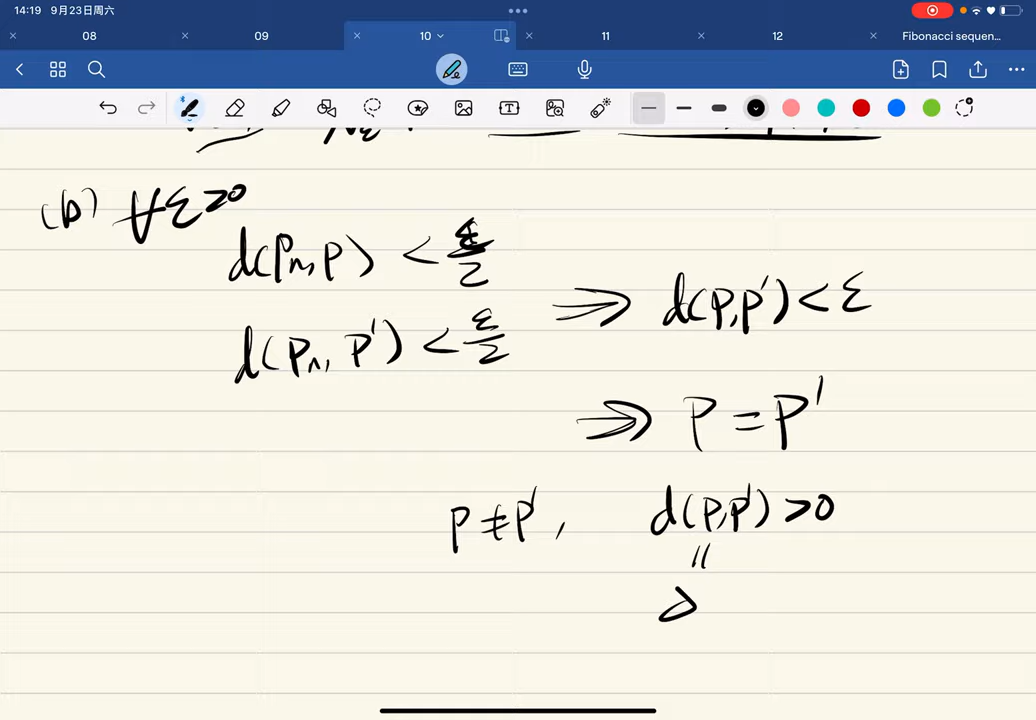 14:19 9月23日周六
08 09 10 11 12 Fibonacci sequen...
(b) ∀ε>0
d(pₙ, p) < ε/2
d(pₙ, p') < ε/2
⇒ d(p,p') < ε
⇒ p = p'
p ≠ p', d(p,p') > 0
||